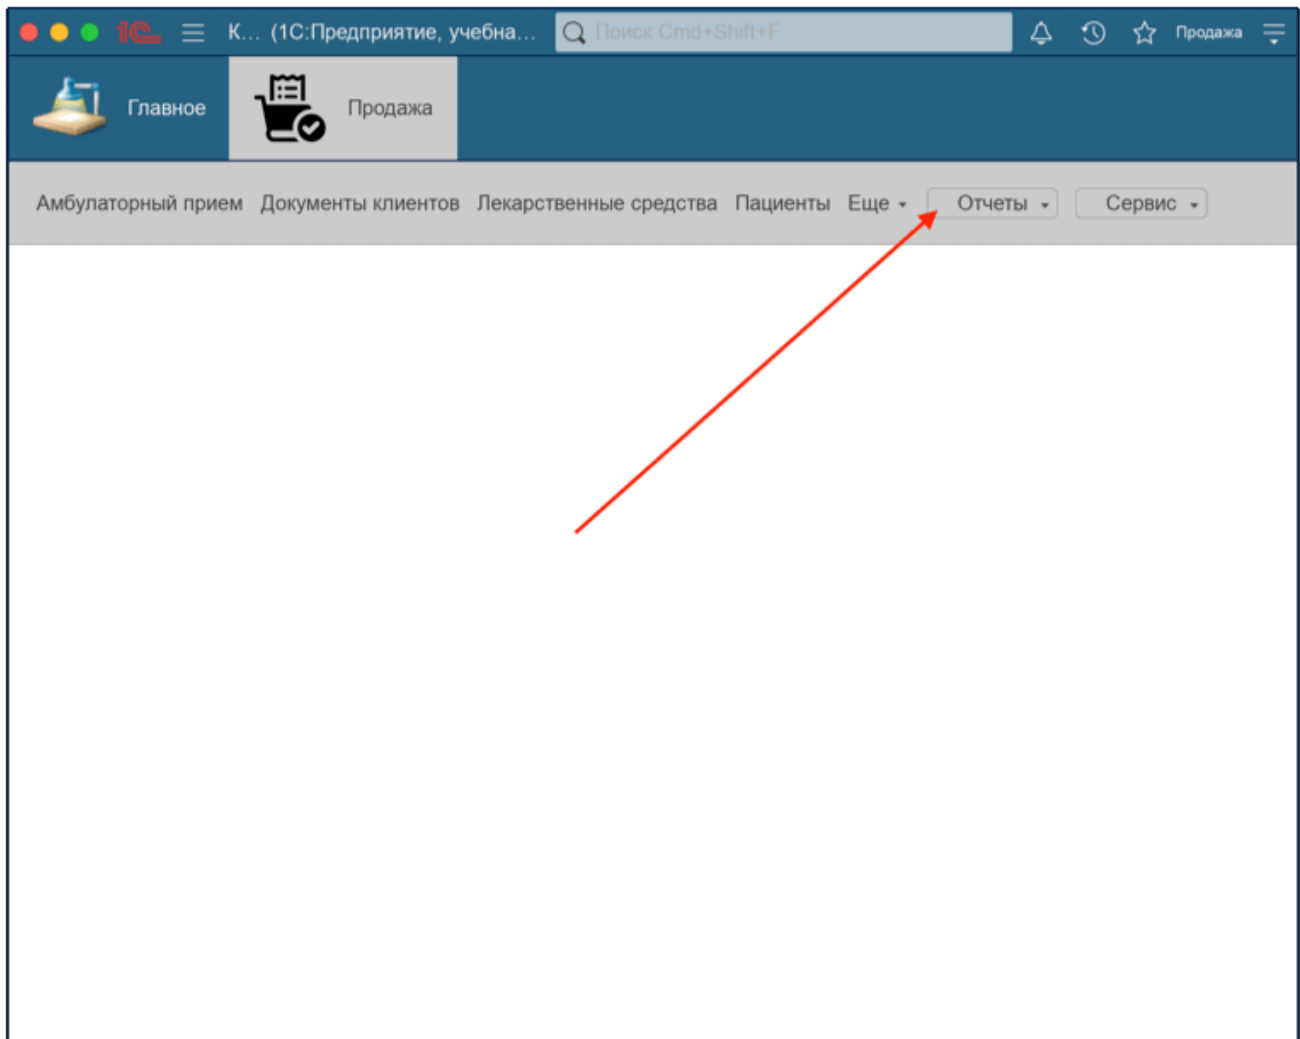 1С К... (1С:Предприятие, учебна... Поиск Cmd+Shift+F Продажа
Главное Продажа
Амбулаторный прием Документы клиентов Лекарственные средства Пациенты Еще Отчеты Сервис